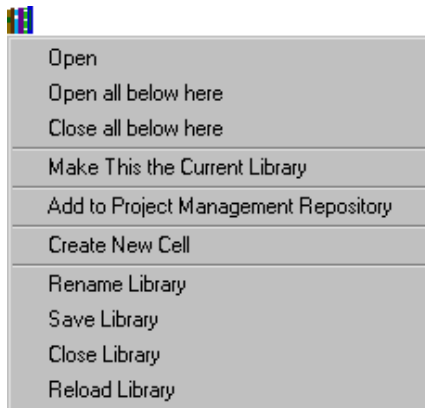 Open
Open all below here
Close all below here
Make This the Current Library
Add to Project Management Repository
Create New Cell
Rename Library
Save Library
Close Library
Reload Library